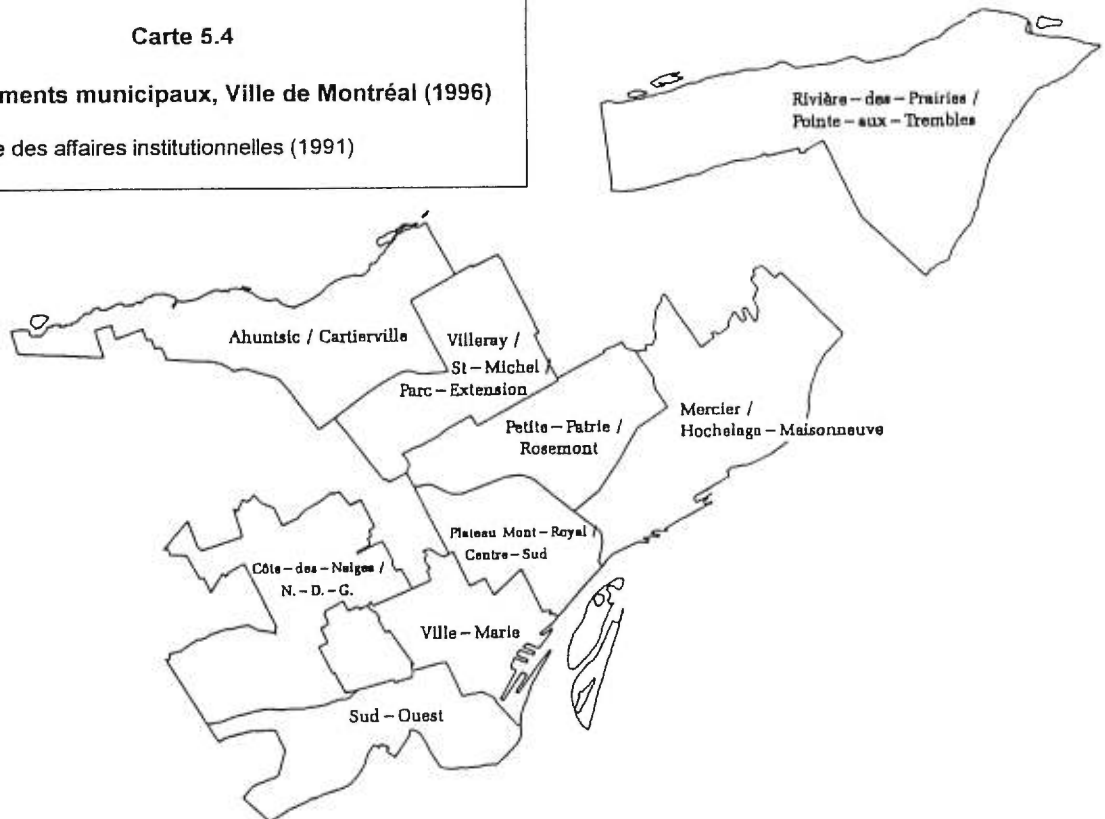 Carte 5.4
ments municipaux, Ville de Montréal (1996)
e des affaires institutionnelles (1991)
Rivière-des-Prairies /
Pointe-aux-Trembles
Ahuntsic / Cartierville
Villeray /
St-Michel /
Parc-Extension
Petite-Patrie /
Rosemont
Mercier /
Hochelaga-Maisonneuve
Plateau Mont-Royal /
Centre-Sud
Côte-des-Neiges /
N.-D.-G.
Ville-Marie
Sud-Ouest